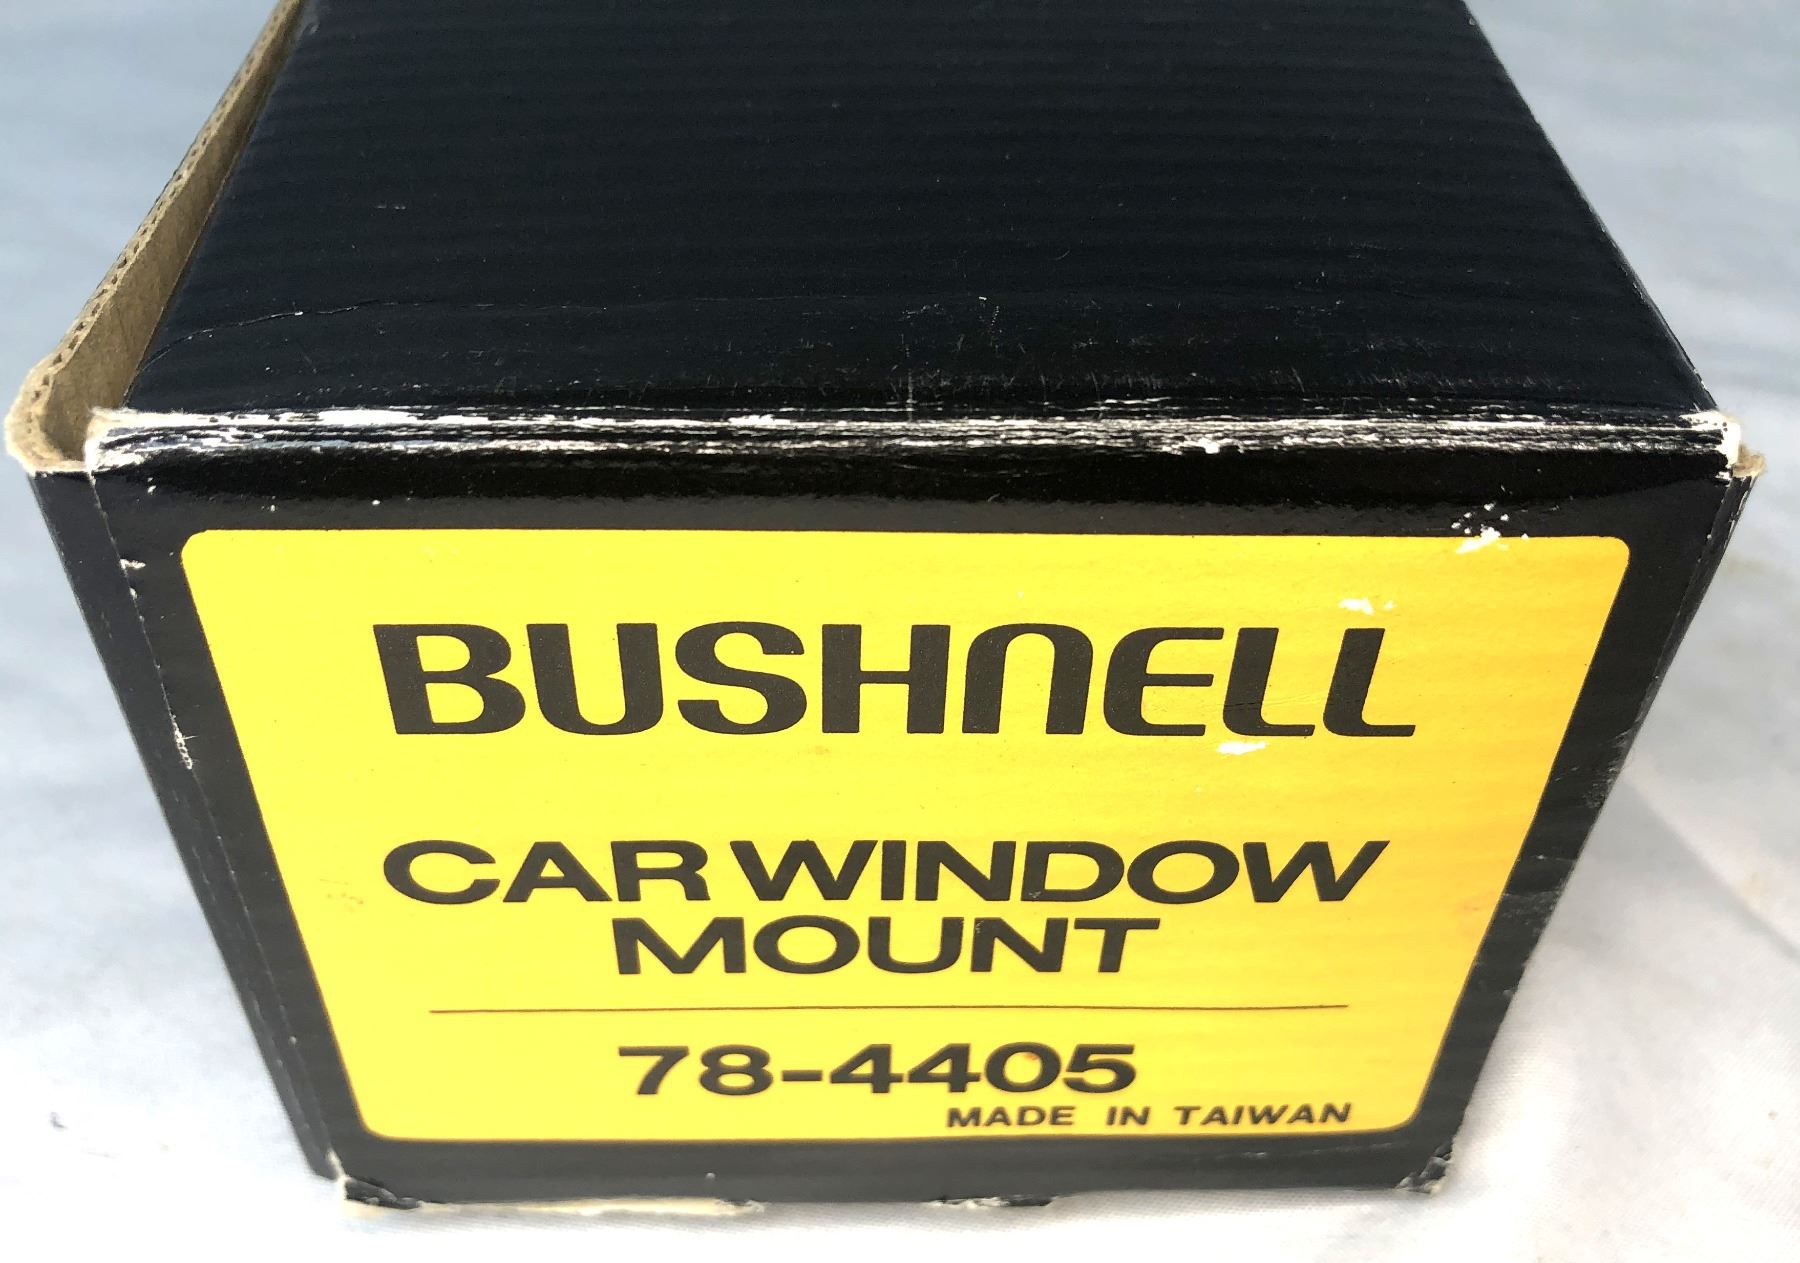 BUSHNELL
CAR WINDOW
MOUNT
78-4405
MADE IN TAIWAN